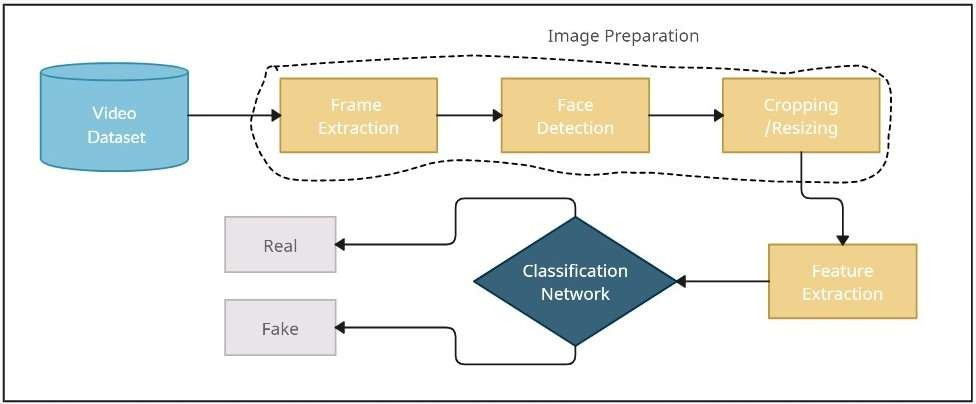 Image Preparation
Video
Dataset
Frame
Extraction
Face
Detection
Cropping
/Resizing
Feature
Extraction
Classification
Network
Real
Fake